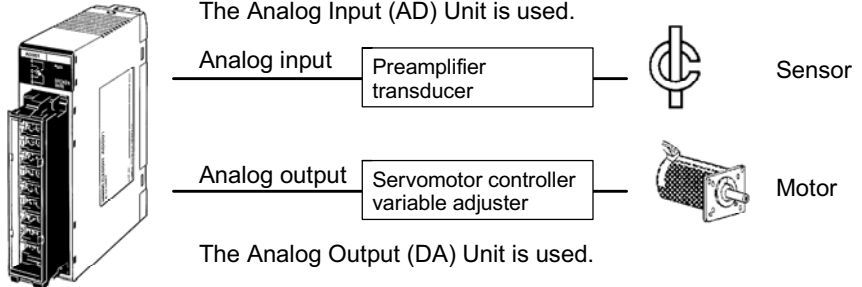 The Analog Input (AD) Unit is used.
Analog input
Preamplifier
transducer
Sensor
Analog output
Servomotor controller
variable adjuster
Motor
The Analog Output (DA) Unit is used.